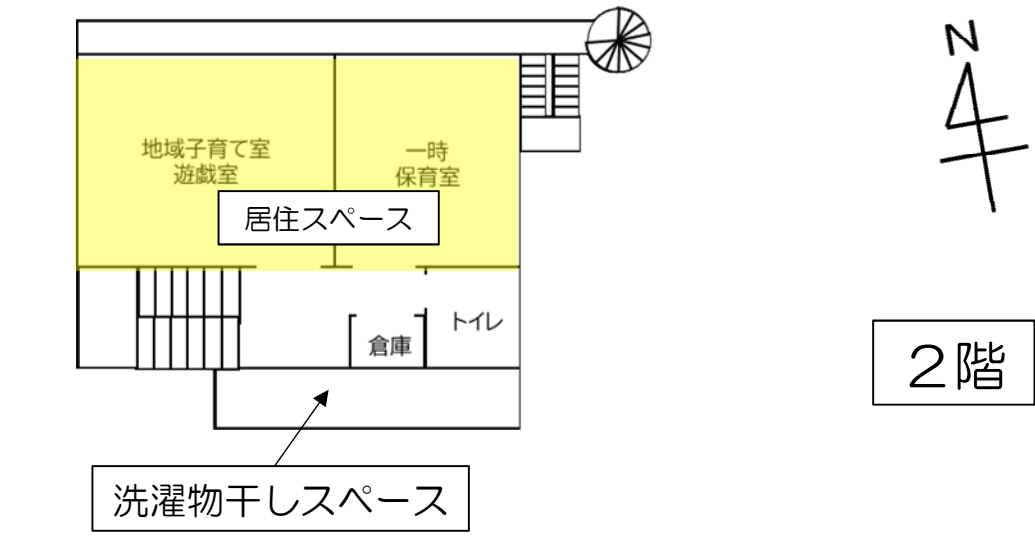 N
地域子育て室
遊戯室
一時
保育室
居住スペース
トイレ
倉庫
2階
洗濯物干しスペース